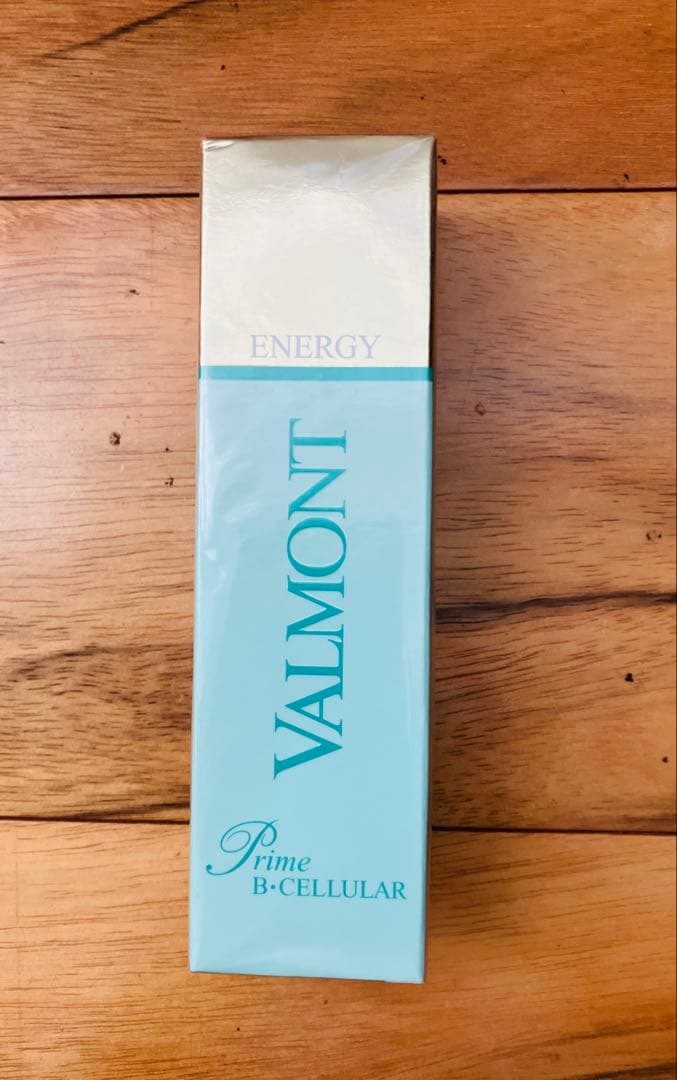 ENERGY
VALMONT
Prime
B•CELLULAR